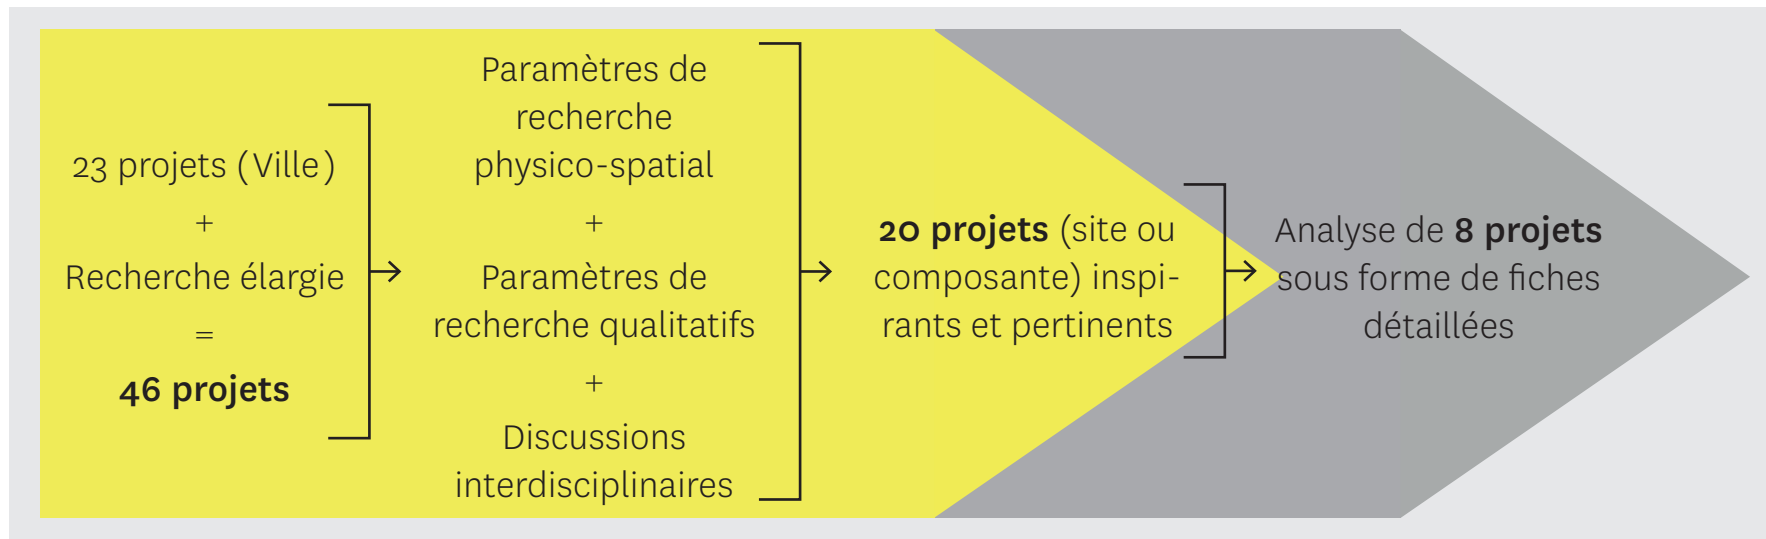 23 projets (Ville)
+
Recherche élargie
=
46 projets
Paramètres de
recherche
physico-spatial
+
Paramètres de
recherche qualitatifs
+
Discussions
interdisciplinaires
20 projets (site ou
composante) inspi-
rants et pertinents
Analyse de 8 projets
sous forme de fiches
détaillées